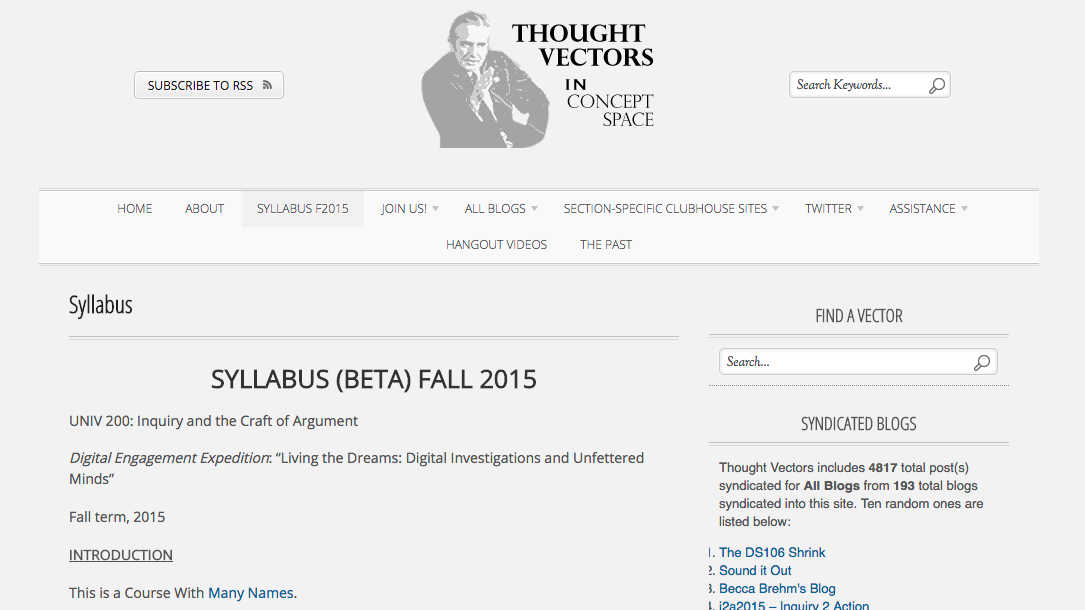 THOUGHT
VECTORS
IN
CONCEPT
SPACE
SUBSCRIBE TO RSS
Search Keywords...
HOME
ABOUT
SYLLABUS F2015
JOIN US!
ALL BLOGS
SECTION-SPECIFIC CLUBHOUSE SITES
TWITTER
ASSISTANCE
HANGOUT VIDEOS
THE PAST
Syllabus
SYLLABUS (BETA) FALL 2015
UNIV 200: Inquiry and the Craft of Argument
Digital Engagement Expedition: “Living the Dreams: Digital Investigations and Unfettered
Minds”
Fall term, 2015
INTRODUCTION
This is a Course With Many Names.
FIND A VECTOR
Search...
SYNDICATED BLOGS
Thought Vectors includes 4817 total post(s)
syndicated for All Blogs from 193 total blogs
syndicated into this site. Ten random ones are
listed below:
1. The DS106 Shrink
2. Sound it Out
3. Becca Brehm's Blog
4. i2a2015 – Inquiry 2 Action